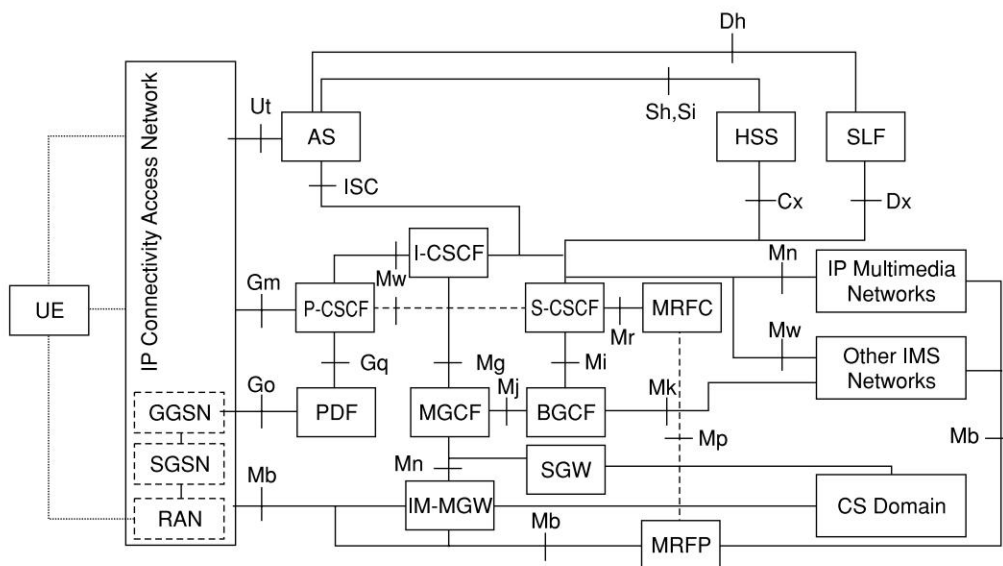 Dh
IP Connectivity Access Network
Ut
AS
Sh,Si
HSS
SLF
ISC
Cx
Dx
I-CSCF
Mn
IP Multimedia
Networks
Gm
Mw
UE
P-CSCF
S-CSCF
Mr
MRFC
Mw
Other IMS
Networks
Gq
Mg
Mi
Go
Mj
Mk
GGSN
PDF
MGCF
BGCF
Mp
Mb
SGSN
Mb
Mn
SGW
RAN
IM-MGW
CS Domain
Mb
MRFP